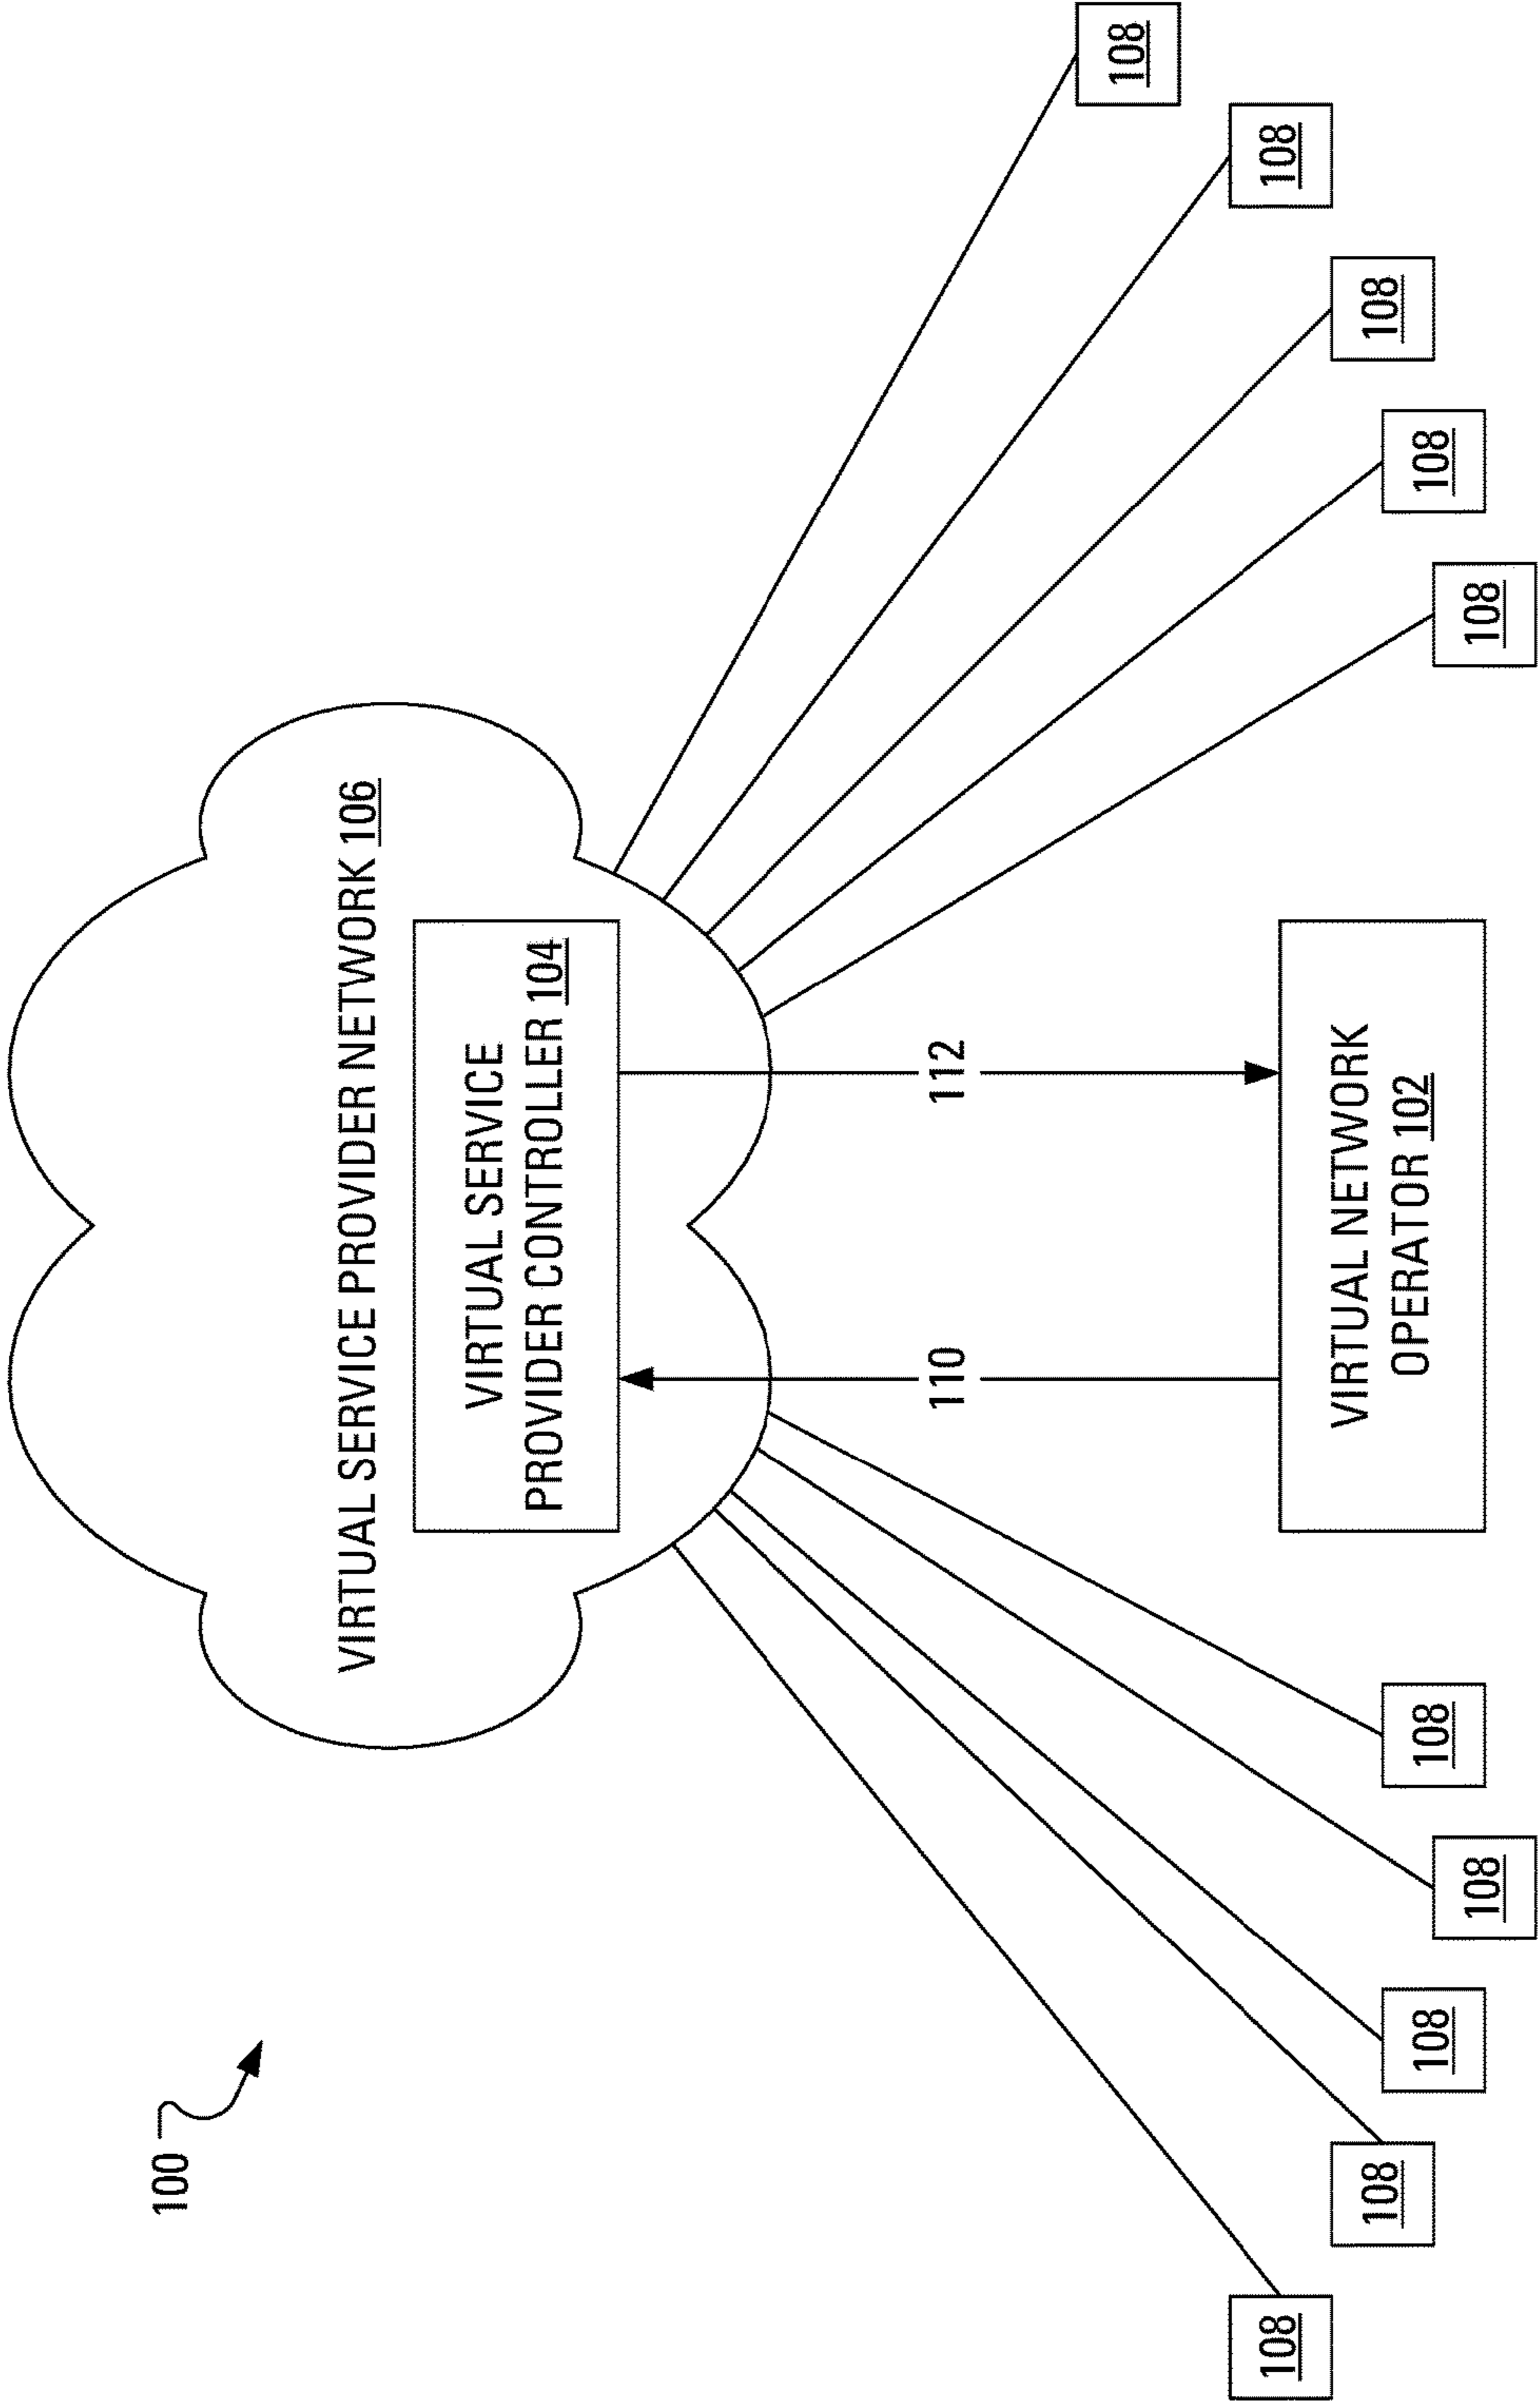 100
VIRTUAL SERVICE PROVIDER NETWORK 106
VIRTUAL SERVICE
PROVIDER CONTROLLER 104
110
112
VIRTUAL NETWORK
OPERATOR 102
108
108
108
108
108
108
108
108
108
108